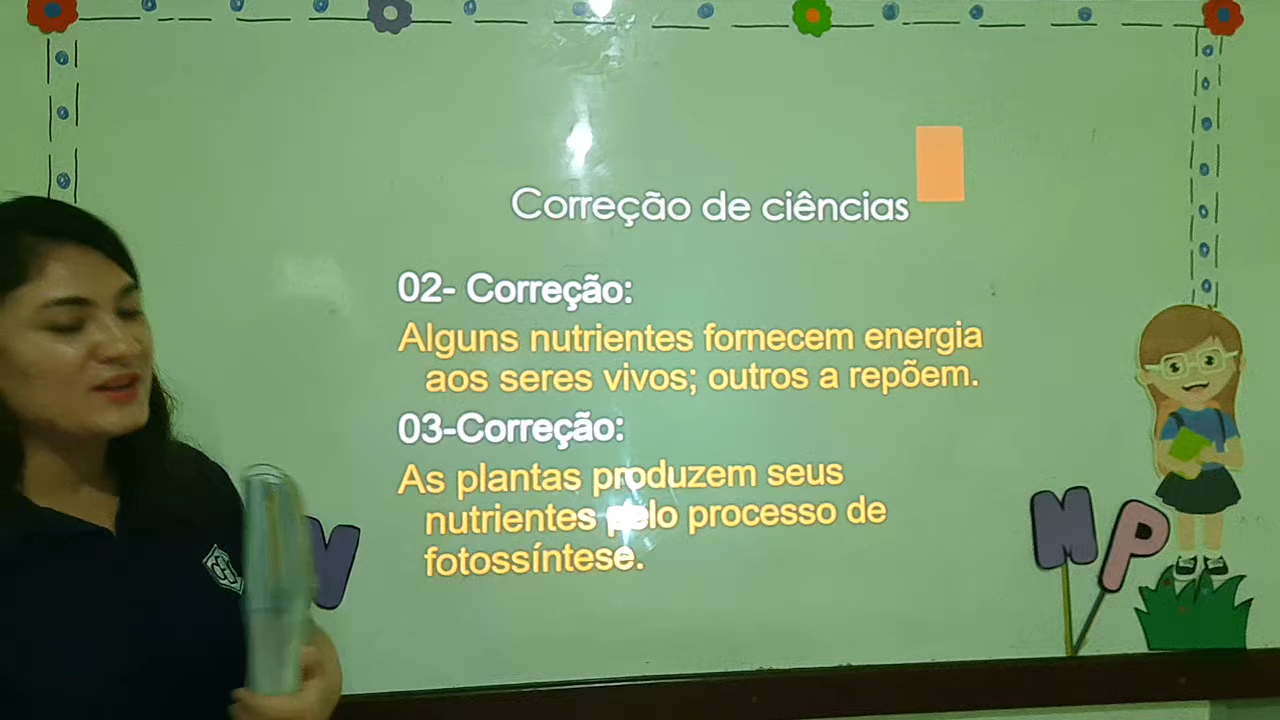 Correção de ciências
02- Correção:
Alguns nutrientes fornecem energia
aos seres vivos; outros a repõem.
03-Correção:
As plantas produzem seus
nutrientes pelo processo de
fotossíntese.
V
M
P